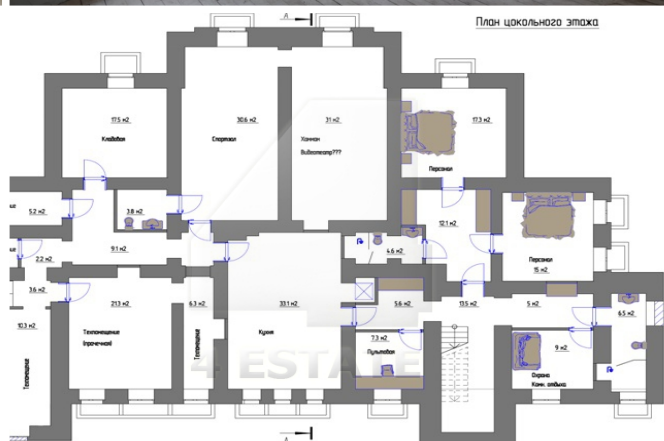 План цокольного этажа
А
17.5 м2
Кладовая
30.6 м2
Спортзал
31 м2
Хаммам
Видеотеатр???
17.3 м2
Персонал
5.2 м2
3.8 м2
12.1 м2
Персонал
15 м2
9.1 м2
4.6 м2
2.2 м2
3.6 м2
21.3 м2
Техпомещение
(прачечная)
6.3 м2
Техпомещение
33.1 м2
Кухня
5.6 м2
13.5 м2
5 м2
6.5 м2
10.3 м2
Техпомещение
7.3 м2
Пультовая
9 м2
Охрана
Комн. отдыха
4 ESTATE
А